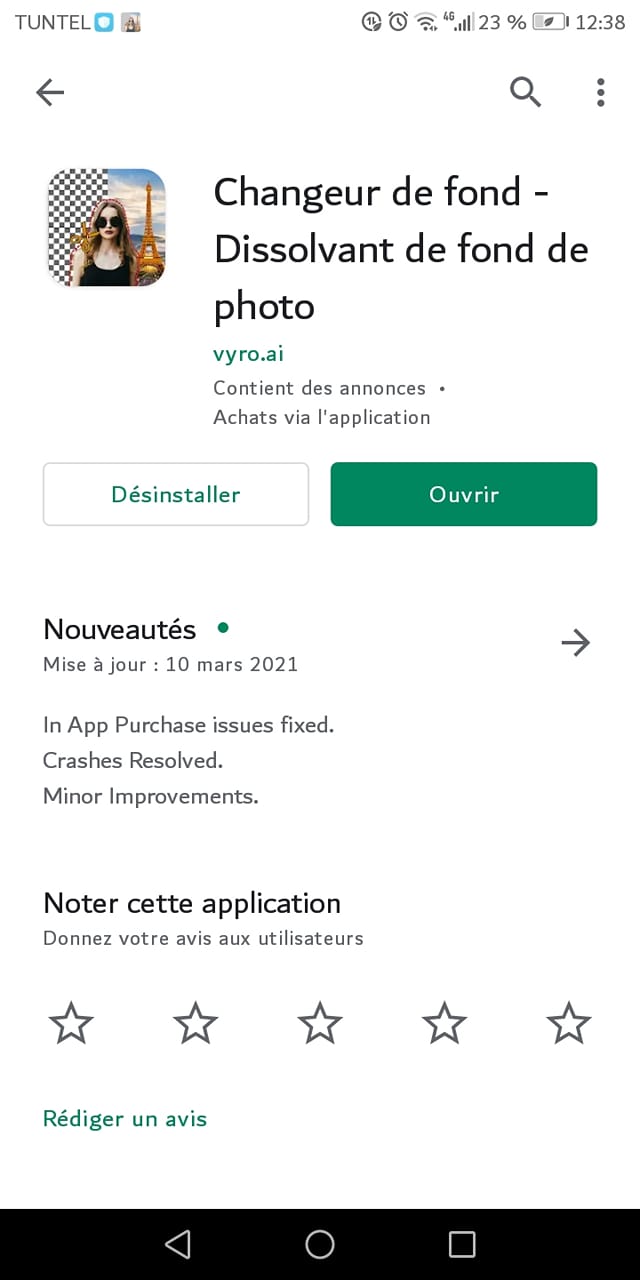 TUNTEL 4G 23 % 12:38
Changeur de fond -
Dissolvant de fond de
photo
vyro.ai
Contient des annonces •
Achats via l'application
Désinstaller Ouvrir
Nouveautés •
Mise à jour : 10 mars 2021
In App Purchase issues fixed.
Crashes Resolved.
Minor Improvements.
Noter cette application
Donnez votre avis aux utilisateurs
Rédiger un avis